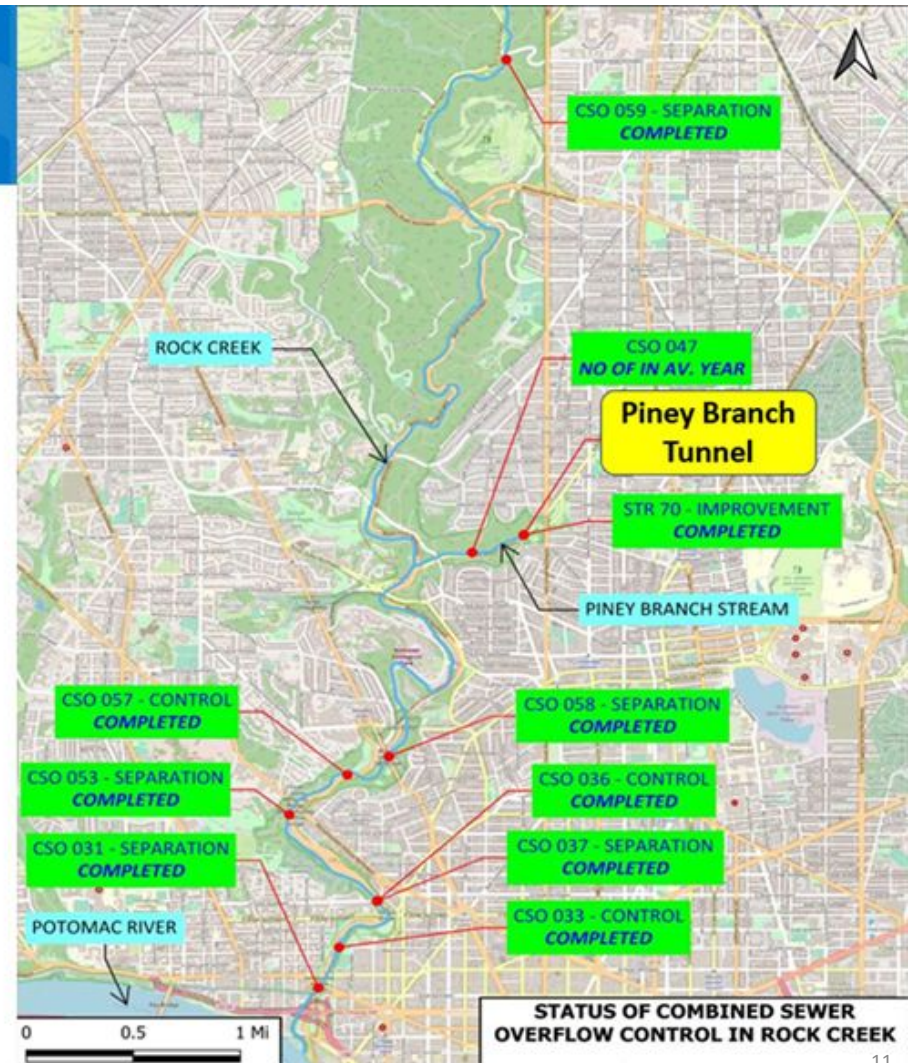 CSO 059 - SEPARATION
COMPLETED
ROCK CREEK
CSO 047
NO OF IN AV. YEAR
Piney Branch
Tunnel
STR 70 - IMPROVEMENT
COMPLETED
PINEY BRANCH STREAM
CSO 057 - CONTROL
COMPLETED
CSO 058 - SEPARATION
COMPLETED
CSO 053 - SEPARATION
COMPLETED
CSO 036 - CONTROL
COMPLETED
CSO 031 - SEPARATION
COMPLETED
CSO 037 - SEPARATION
COMPLETED
CSO 033 - CONTROL
COMPLETED
POTOMAC RIVER
0 0.5 1 Mi
STATUS OF COMBINED SEWER
OVERFLOW CONTROL IN ROCK CREEK
11